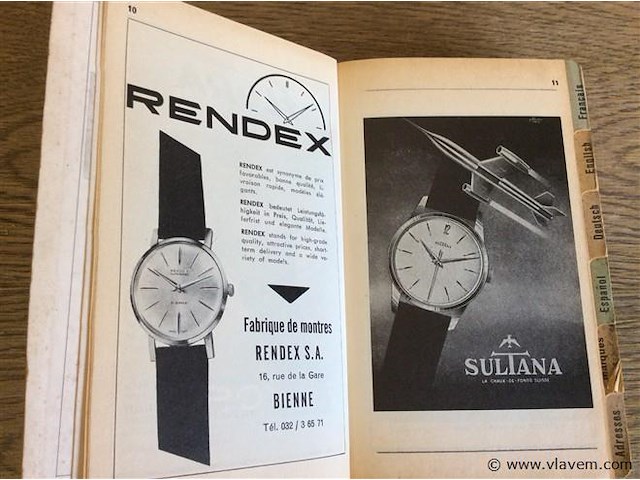 10
RENDEX
RENDEX est synonyme de prix
favorables, bonne qualité, li-
vraison rapide, modèles élé-
gants.
RENDEX bedeutet Leistungsfä-
higkeit in Preis, Qualität, Lie-
ferfrist und elegante Modelle.
RENDEX stands for high-grade
quality, attractive prices, short-
term delivery and a wide va-
riety of models.
Fabrique de montres
RENDEX S.A.
16, rue de la Gare
BIENNE
Tél. 032 / 3 65 71
11
SULTANA
LA CHAUX-DE-FONDS SUISSE
Français
English
Deutsch
Español
Marques
Adresses
© www.vlavem.com